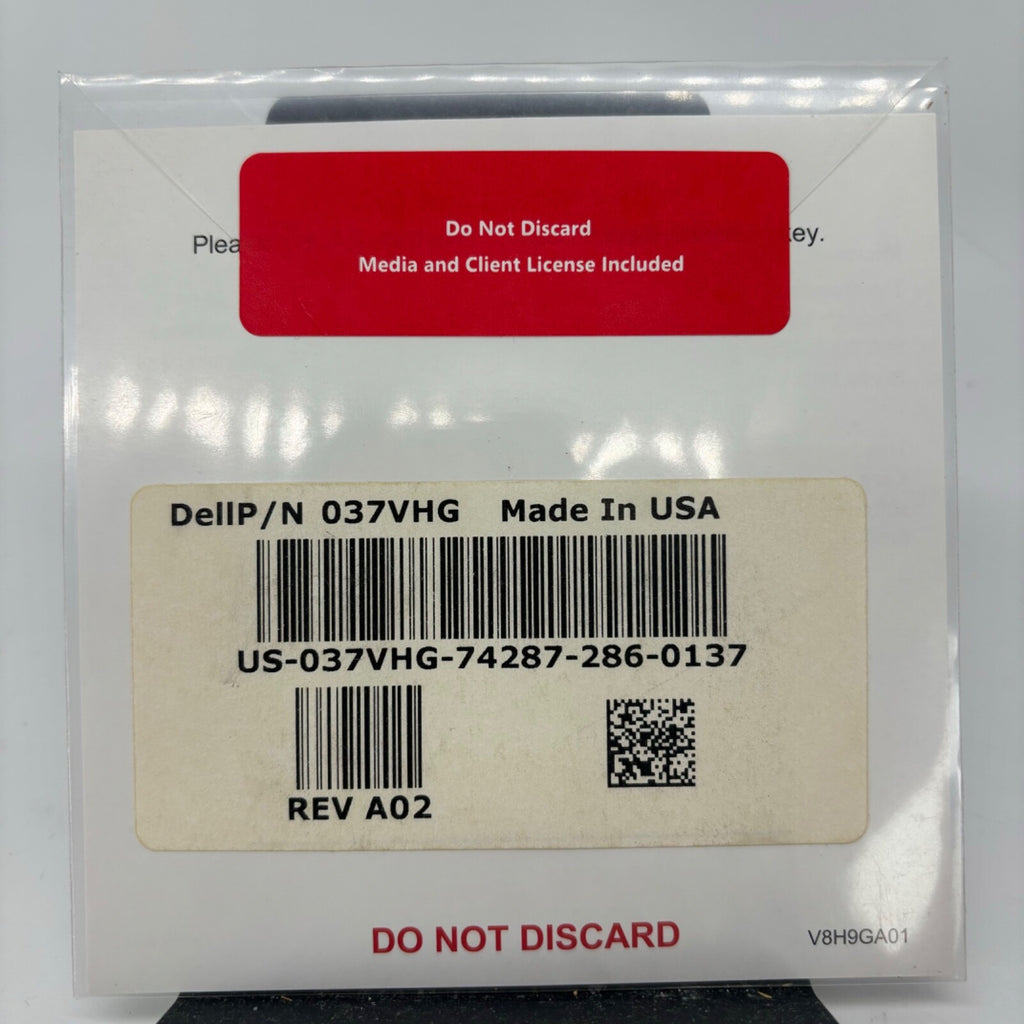 Do Not Discard
Media and Client License Included
DellP/N 037VHG Made In USA
US-037VHG-74287-286-0137
REV A02
DO NOT DISCARD
V8H9GA01